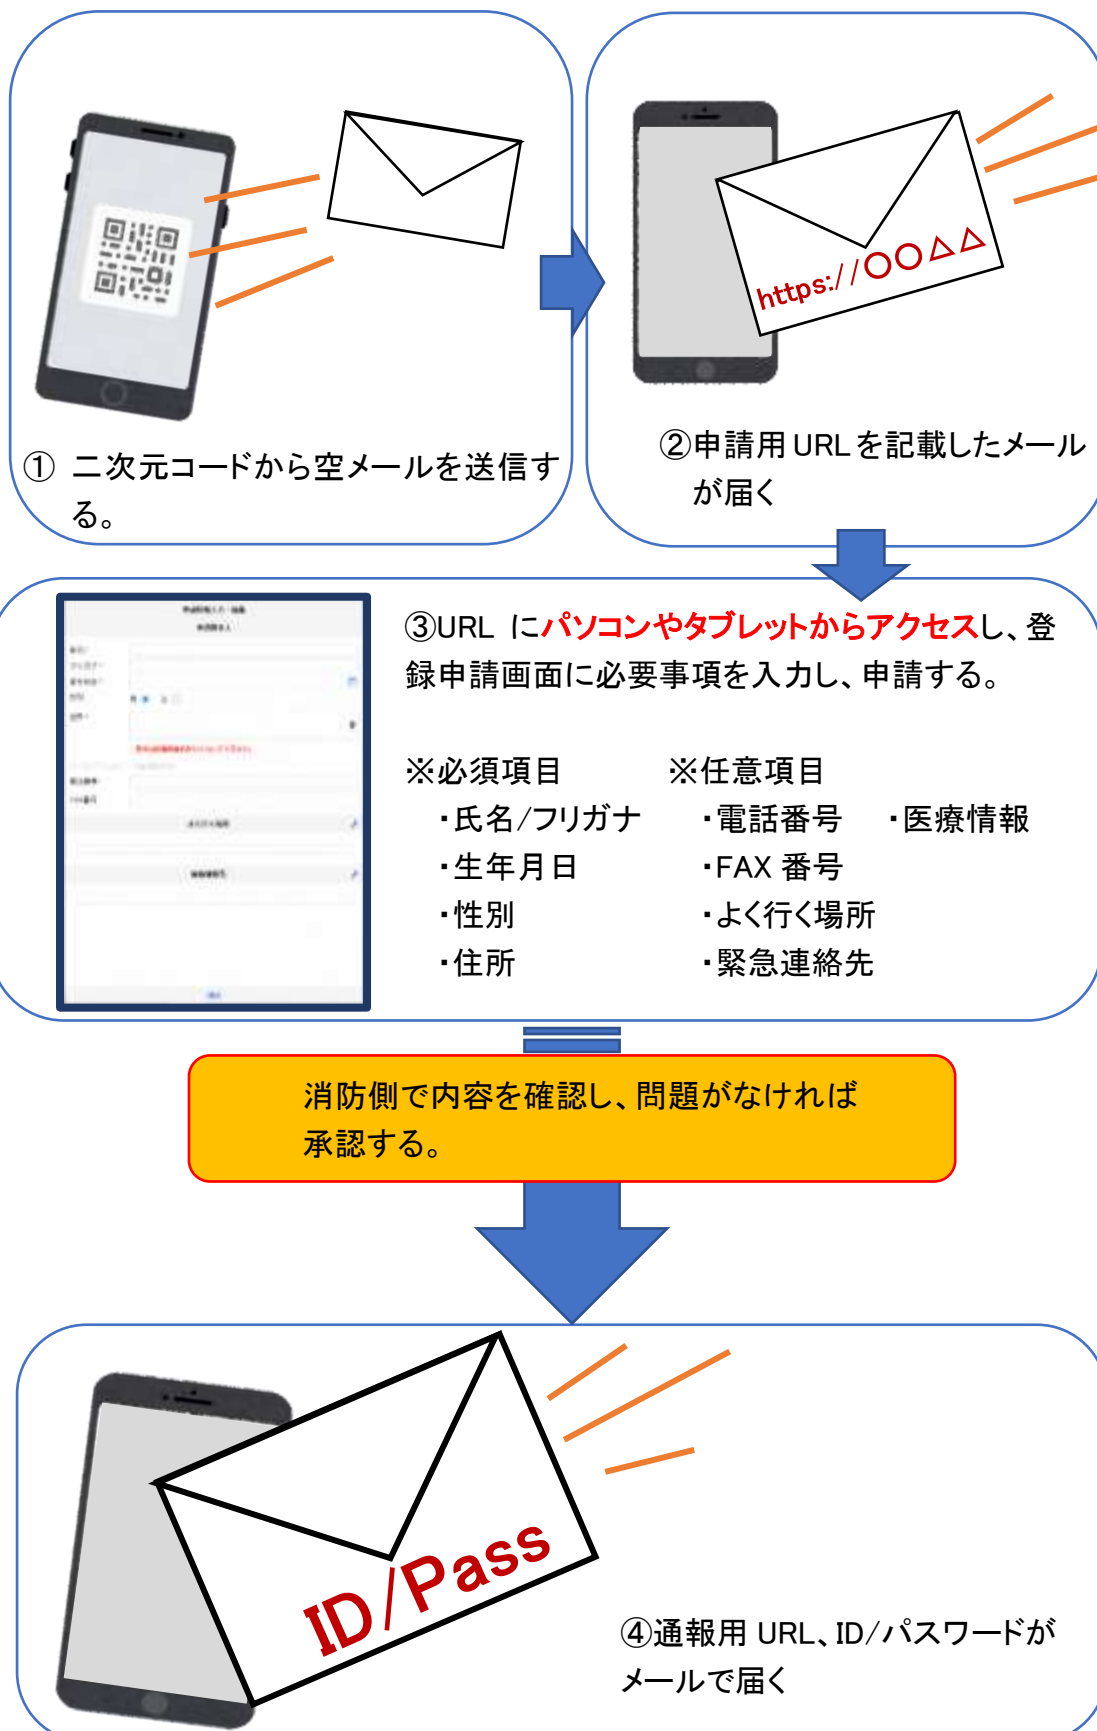 https://〇〇△△
① 二次元コードから空メールを送信す
る。
②申請用 URL を記載したメール
が届く
③URL にパソコンやタブレットからアクセスし、登
録申請画面に必要事項を入力し、申請する。
※必須項目 ※任意項目
・氏名/フリガナ ・電話番号 ・医療情報
・生年月日 ・FAX 番号
・性別 ・よく行く場所
・住所 ・緊急連絡先
消防側で内容を確認し、問題がなければ
承認する。
ID/Pass
④通報用 URL、ID/パスワードが
メールで届く